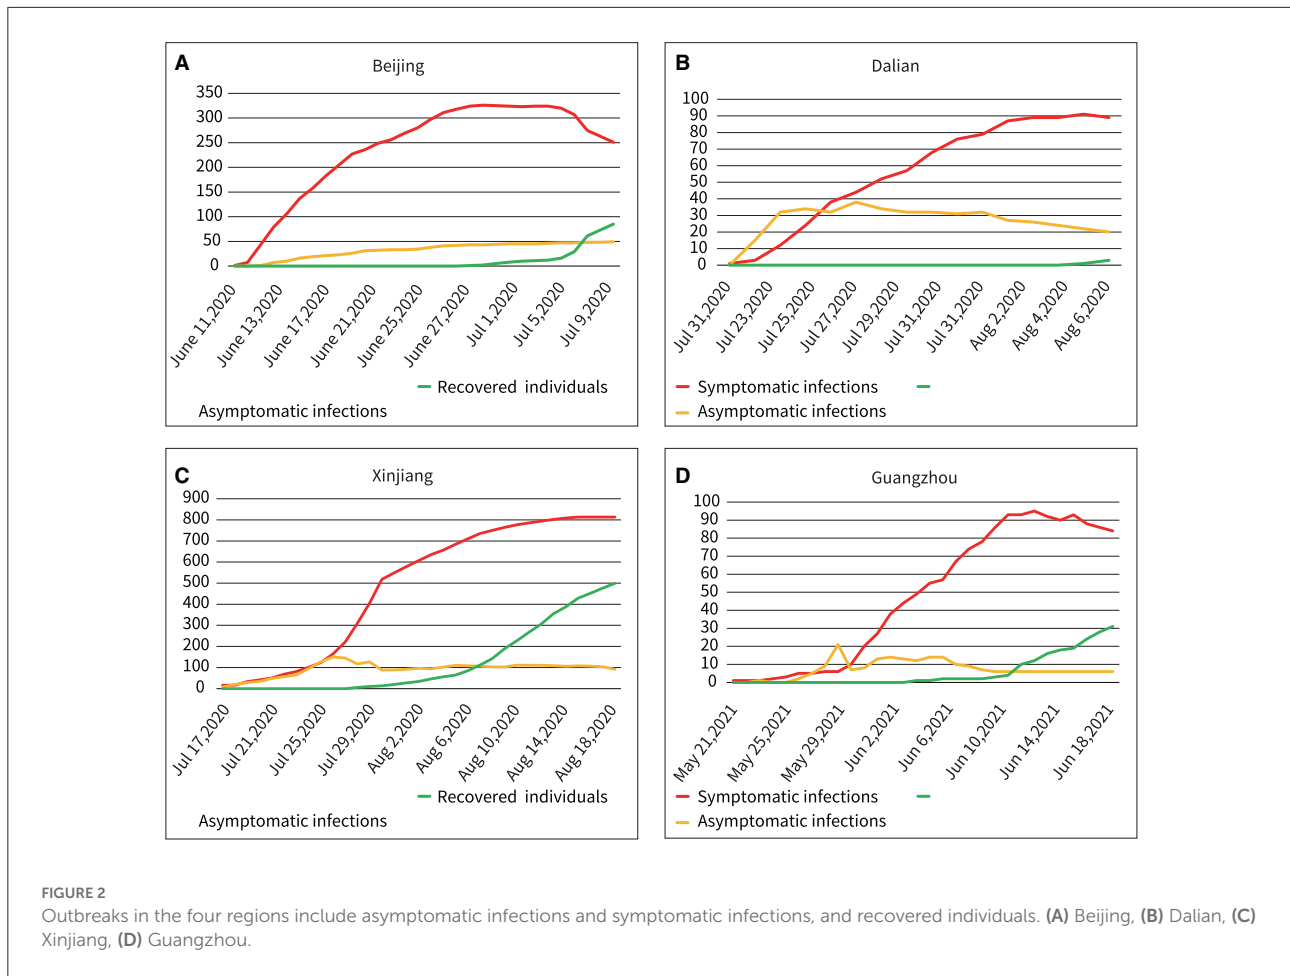 A
Beijing
350
300
250
200
150
100
50
0
June 11,2020
June 13,2020
June 17,2020
June 21,2020
June 25,2020
June 27,2020
Jul 1,2020
Jul 5,2020
Jul 9,2020
Recovered individuals
Asymptomatic infections
B
Dalian
100
90
80
70
60
50
40
30
20
10
0
Jul 31,2020
Jul 23,2020
Jul 25,2020
Jul 27,2020
Jul 29,2020
Jul 31,2020
Jul 31,2020
Aug 2,2020
Aug 4,2020
Aug 6,2020
Symptomatic infections
Asymptomatic infections
C
Xinjiang
900
800
700
600
500
400
300
200
100
0
Jul 17,2020
Jul 21,2020
Jul 25,2020
Jul 29,2020
Aug 2,2020
Aug 6,2020
Aug 10,2020
Aug 14,2020
Aug 18,2020
Recovered individuals
Asymptomatic infections
D
Guangzhou
100
90
80
70
60
50
40
30
20
10
0
May 21,2021
May 25,2021
May 29,2021
Jun 2,2021
Jun 6,2021
Jun 10,2021
Jun 14,2021
Jun 18,2021
Symptomatic infections
Asymptomatic infections
FIGURE 2
Outbreaks in the four regions include asymptomatic infections and symptomatic infections, and recovered individuals. (A) Beijing, (B) Dalian, (C)
Xinjiang, (D) Guangzhou.